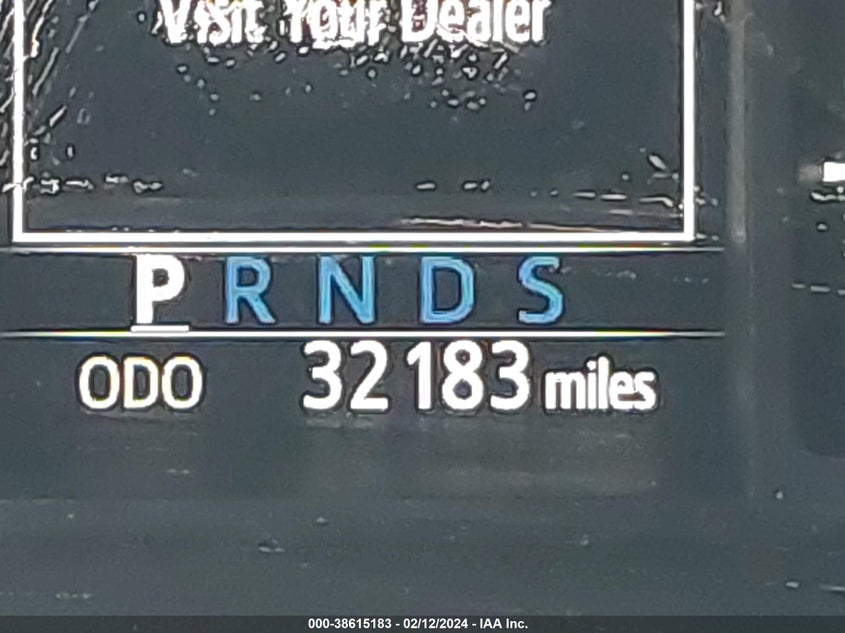 Visit Your Dealer
P R N D S
ODO 32183 miles
000-38615183 - 02/12/2024 - IAA Inc.